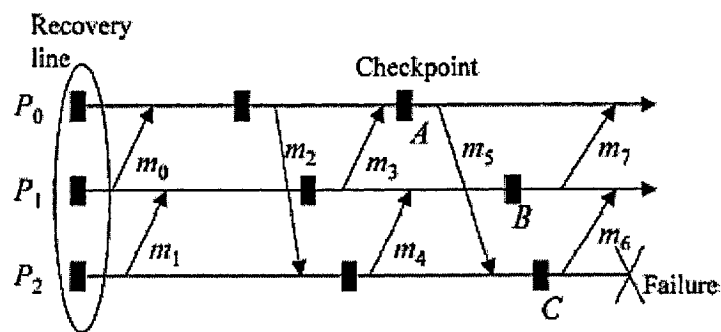 Recovery
line
Checkpoint
P0
A
m0
m2
m3
m5
m7
P1
B
m1
m4
m6
P2
C
Failure